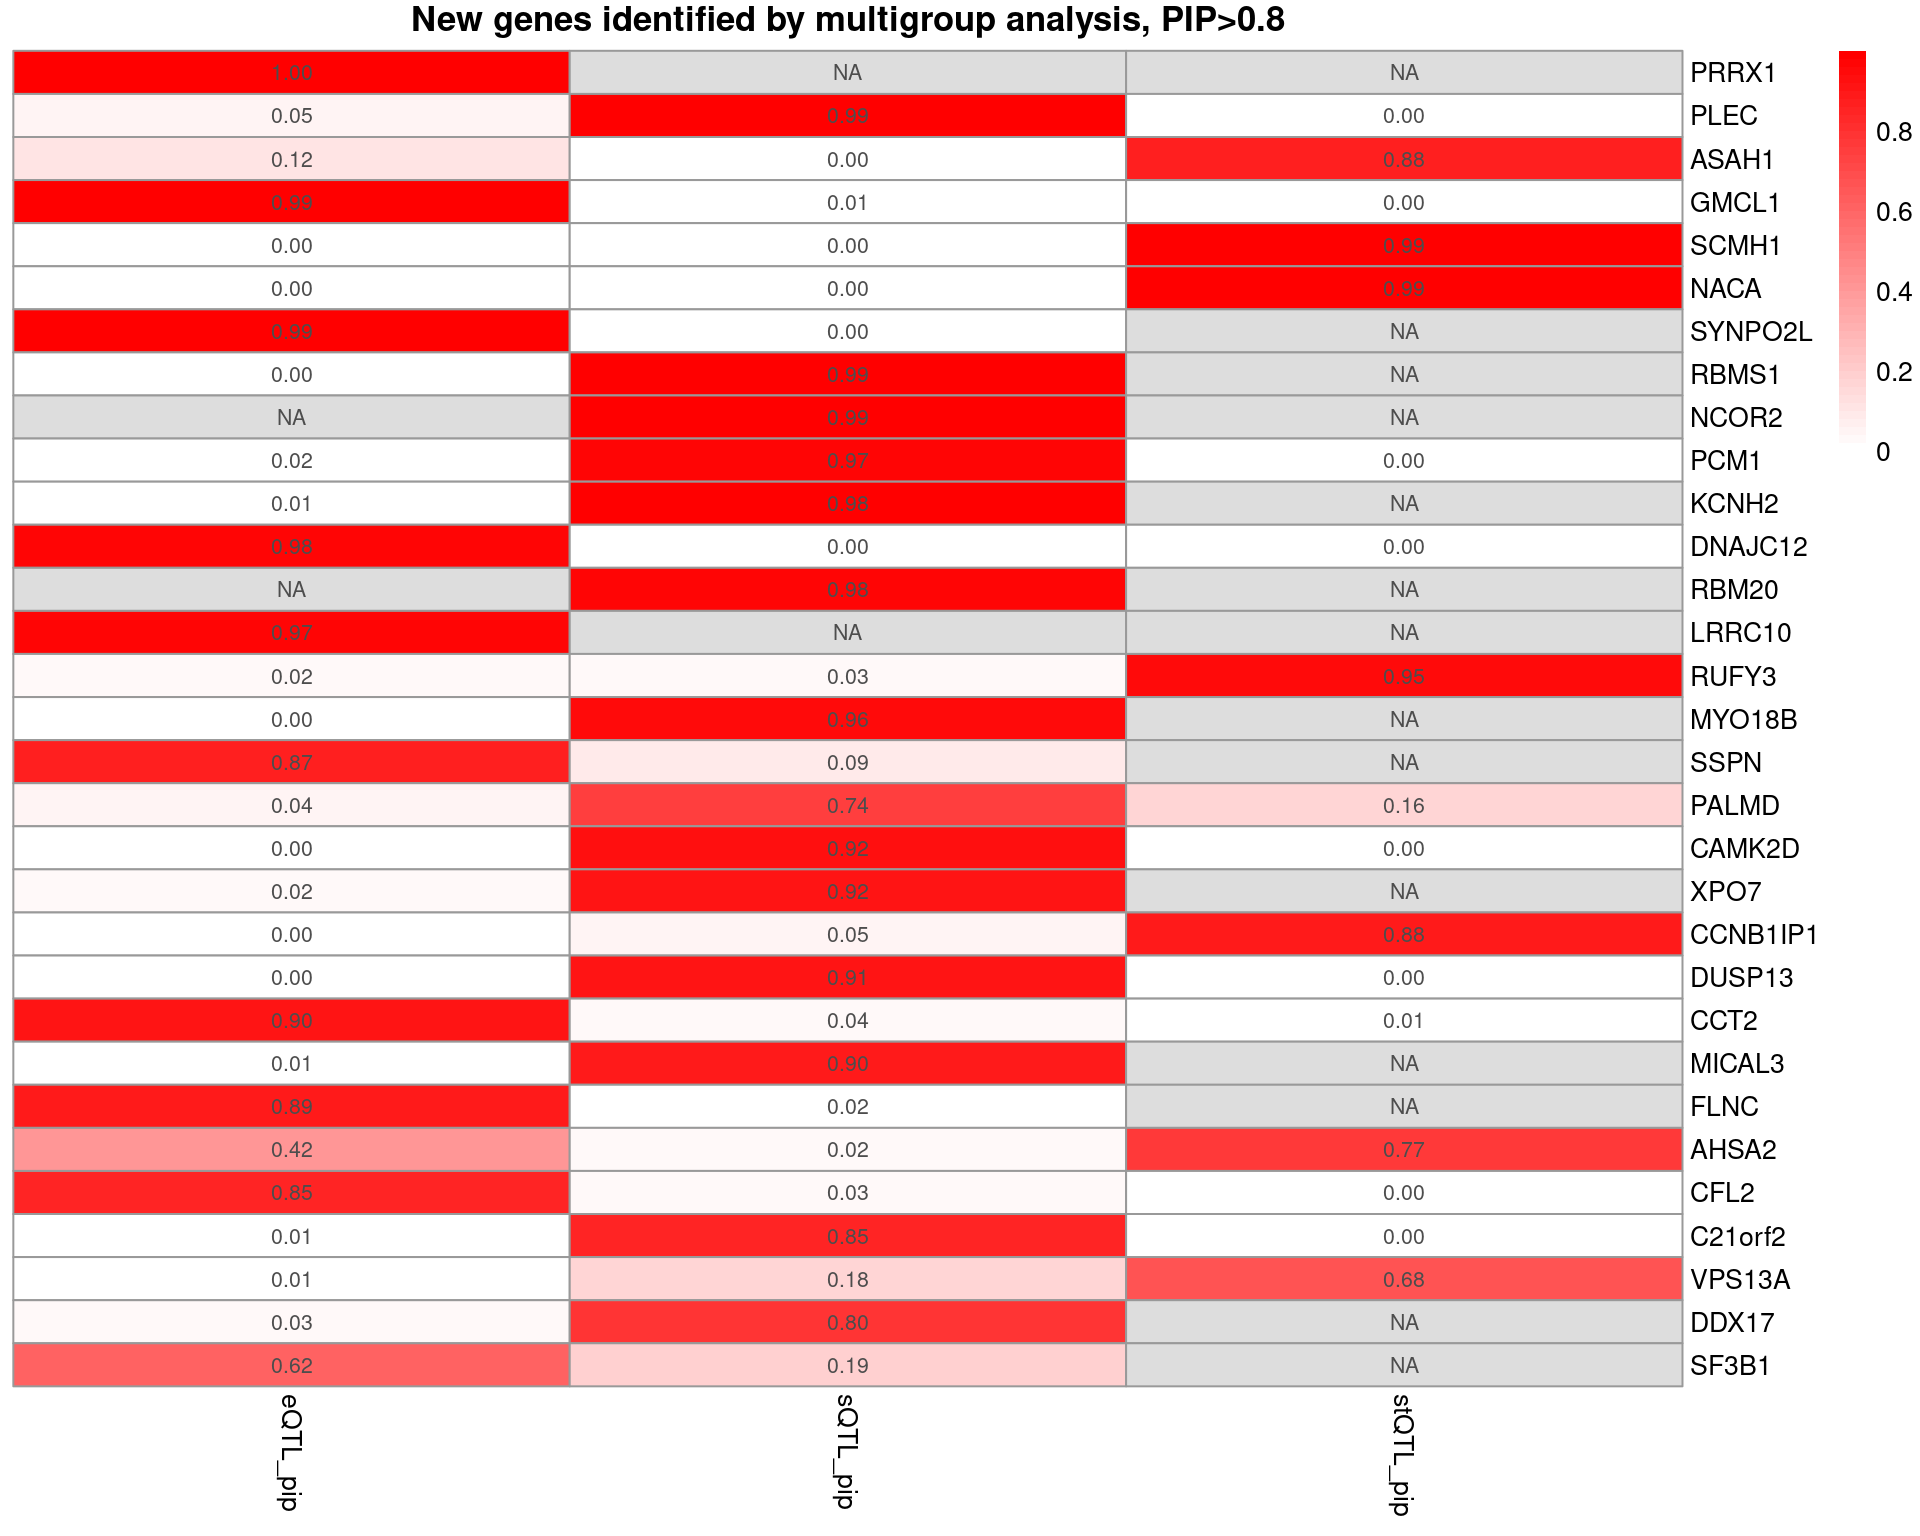 New genes identified by multigroup analysis, PIP>0.8
1.00 NA NA PRRX1
0.05 0.99 0.00 PLEC
0.12 0.00 0.88 ASAH1
0.99 0.01 0.00 GMCL1
0.00 0.00 0.99 SCMH1
0.00 0.00 0.99 NACA
0.99 0.00 NA SYNPO2L
0.00 0.99 NA RBMS1
NA 0.99 NA NCOR2
0.02 0.97 0.00 PCM1
0.01 0.98 NA KCNH2
0.98 0.00 0.00 DNAJC12
NA 0.98 NA RBM20
0.97 NA NA LRRC10
0.02 0.03 0.95 RUFY3
0.00 0.96 NA MYO18B
0.87 0.09 NA SSPN
0.04 0.74 0.16 PALMD
0.00 0.92 0.00 CAMK2D
0.02 0.92 NA XPO7
0.00 0.05 0.88 CCNB1IP1
0.00 0.91 0.00 DUSP13
0.90 0.04 0.01 CCT2
0.01 0.90 NA MICAL3
0.89 0.02 NA FLNC
0.42 0.02 0.77 AHSA2
0.85 0.03 0.00 CFL2
0.01 0.85 0.00 C21orf2
0.01 0.18 0.68 VPS13A
0.03 0.80 NA DDX17
0.62 0.19 NA SF3B1
eQTL_pip
sQTL_pip
stQTL_pip
0.8
0.6
0.4
0.2
0